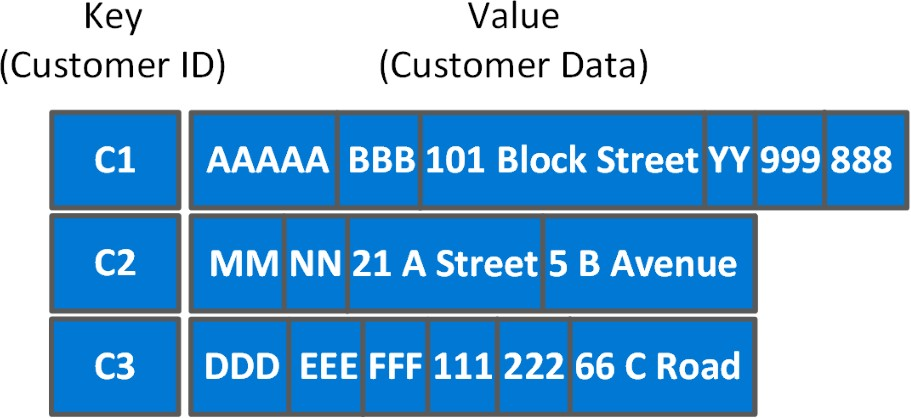 Key Value
(Customer ID) (Customer Data)
C1 AAAAA BBB 101 Block Street YY 999 888
C2 MM NN 21 A Street 5 B Avenue
C3 DDD EEE FFF 111 222 66 C Road